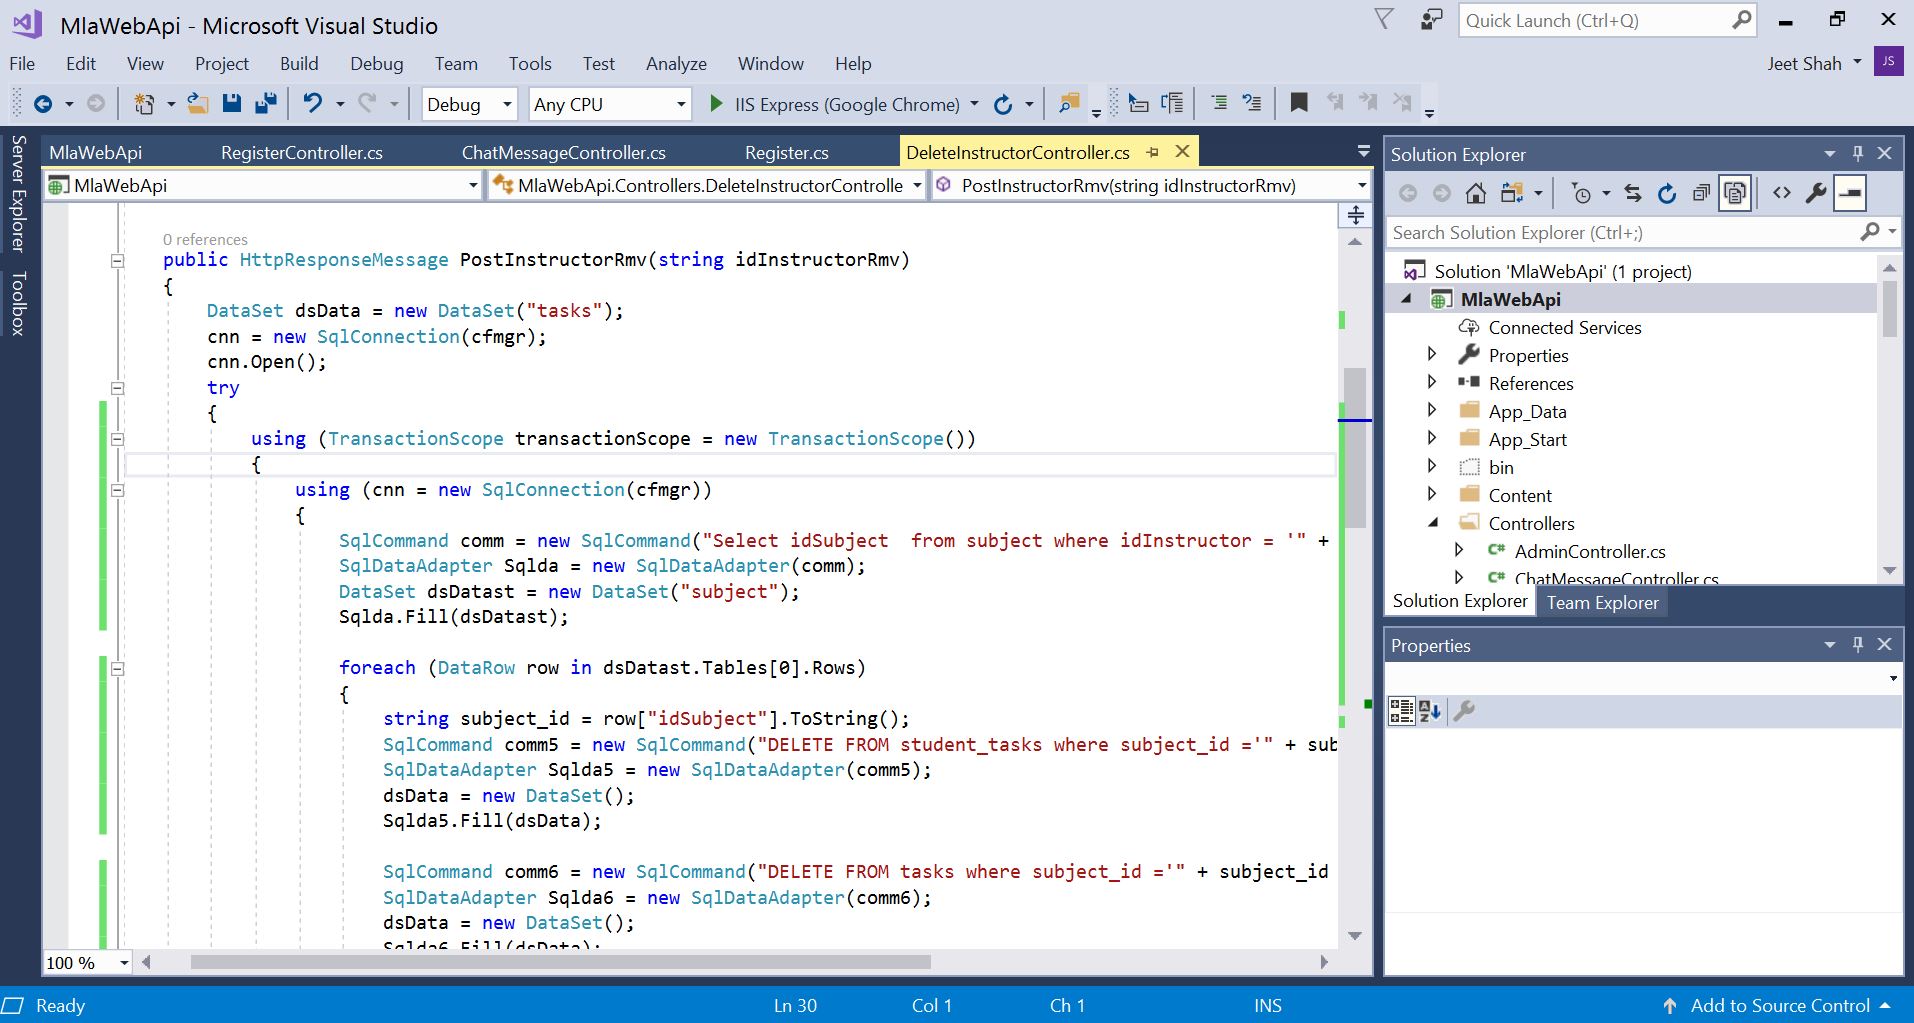 MlaWebApi - Microsoft Visual Studio
Quick Launch (Ctrl+Q)
File Edit View Project Build Debug Team Tools Test Analyze Window Help
Jeet Shah JS
Debug Any CPU IIS Express (Google Chrome)
Server Explorer
Toolbox
MlaWebApi RegisterController.cs ChatMessageController.cs Register.cs DeleteInstructorController.cs
MlaWebApi MlaWebApi.Controllers.DeleteInstructorControlle PostInstructorRmv(string idInstructorRmv)
0 references
public HttpResponseMessage PostInstructorRmv(string idInstructorRmv)
{
DataSet dsData = new DataSet("tasks");
cnn = new SqlConnection(cfmgr);
cnn.Open();
try
{
using (TransactionScope transactionScope = new TransactionScope())
{
using (cnn = new SqlConnection(cfmgr))
{
SqlCommand comm = new SqlCommand("Select idSubject  from subject where idInstructor = '" +
SqlDataAdapter Sqlda = new SqlDataAdapter(comm);
DataSet dsDatast = new DataSet("subject");
Sqlda.Fill(dsDatast);
foreach (DataRow row in dsDatast.Tables[0].Rows)
{
string subject_id = row["idSubject"].ToString();
SqlCommand comm5 = new SqlCommand("DELETE FROM student_tasks where subject_id ='" + sub
SqlDataAdapter Sqlda5 = new SqlDataAdapter(comm5);
dsData = new DataSet();
Sqlda5.Fill(dsData);
SqlCommand comm6 = new SqlCommand("DELETE FROM tasks where subject_id ='" + subject_id
SqlDataAdapter Sqlda6 = new SqlDataAdapter(comm6);
dsData = new DataSet();
Sqlda6.Fill(dsData);
100 %
Solution Explorer
Search Solution Explorer (Ctrl+;)
Solution 'MlaWebApi' (1 project)
MlaWebApi
Connected Services
Properties
References
App_Data
App_Start
bin
Content
Controllers
C# AdminController.cs
C# ChatMessageController.cs
Solution Explorer Team Explorer
Properties
Ready Ln 30 Col 1 Ch 1 INS Add to Source Control